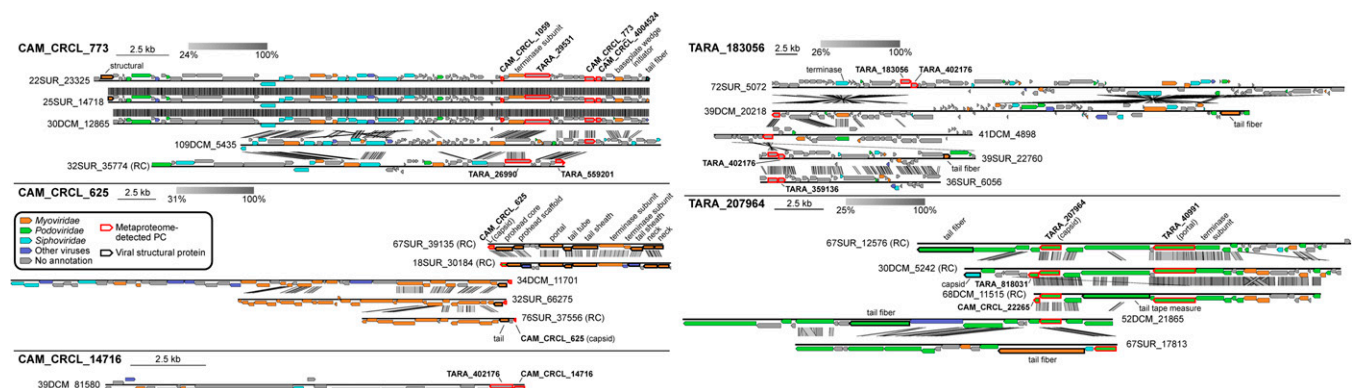 CAM_CRCL_773
2.5 kb
24%
100%
structural
CAM_CRCL_1059
terminase subunit
TARA_29531
CAM_CRCL_773
CAM_CRCL_4004524
baseplate wedge
initiator
tail fiber
22SUR_23325
25SUR_14718
30DCM_12865
109DCM_5435
32SUR_35774 (RC)
TARA_26990
TARA_559201
CAM_CRCL_625
2.5 kb
31%
100%
Myoviridae
Podoviridae
Siphoviridae
Other viruses
No annotation
Metaproteome-
detected PC
Viral structural protein
CAM_CRCL_625
(capsid)
prohead core
prohead scaffold
portal
tail tube
tail sheath
terminase subunit
terminase subunit
tail sheath
neck
neck
67SUR_39135 (RC)
18SUR_30184 (RC)
34DCM_11701
32SUR_66275
76SUR_37556 (RC)
tail
CAM_CRCL_625 (capsid)
CAM_CRCL_14716
2.5 kb
39DCM_81580
TARA_402176
CAM_CRCL_14716
TARA_183056
2.5 kb
26%
100%
terminase
TARA_183056
TARA_402176
72SUR_5072
39DCM_20218
tail fiber
41DCM_4898
TARA_402176
39SUR_22760
tail fiber
36SUR_6056
TARA_359136
TARA_207964
2.5 kb
25%
100%
tail fiber
TARA_207964
(capsid)
TARA_40991
(portal)
terminase
subunit
67SUR_12576 (RC)
30DCM_5242 (RC)
capsid
TARA_818031
68DCM_11515 (RC)
CAM_CRCL_22265
tail tape measure
tail fiber
52DCM_21865
67SUR_17813
tail fiber